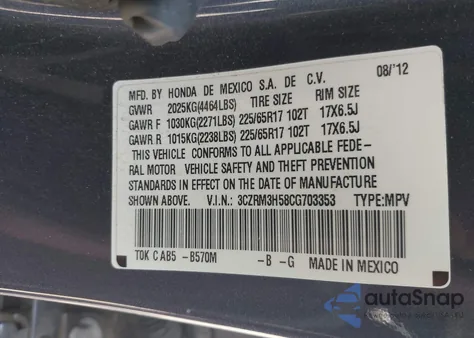 MFD. BY HONDA DE MEXICO S.A. DE C.V. 08/'12
GVWR 2025KG(4464LBS) TIRE SIZE RIM SIZE
GAWR F 1030KG(2271LBS) 225/65R17 102T 17X6.5J
GAWR R 1015KG(2238LBS) 225/65R17 102T 17X6.5J
THIS VEHICLE CONFORMS TO ALL APPLICABLE FEDE-
RAL MOTOR VEHICLE SAFETY AND THEFT PREVENTION
STANDARDS IN EFFECT ON THE DATE OF MANUFACTURE
SHOWN ABOVE. V.I.N.: 3CZRM3H58CG703353 TYPE:MPV
T0K C AB5 -B570M -B -G MADE IN MEXICO
autoSnap